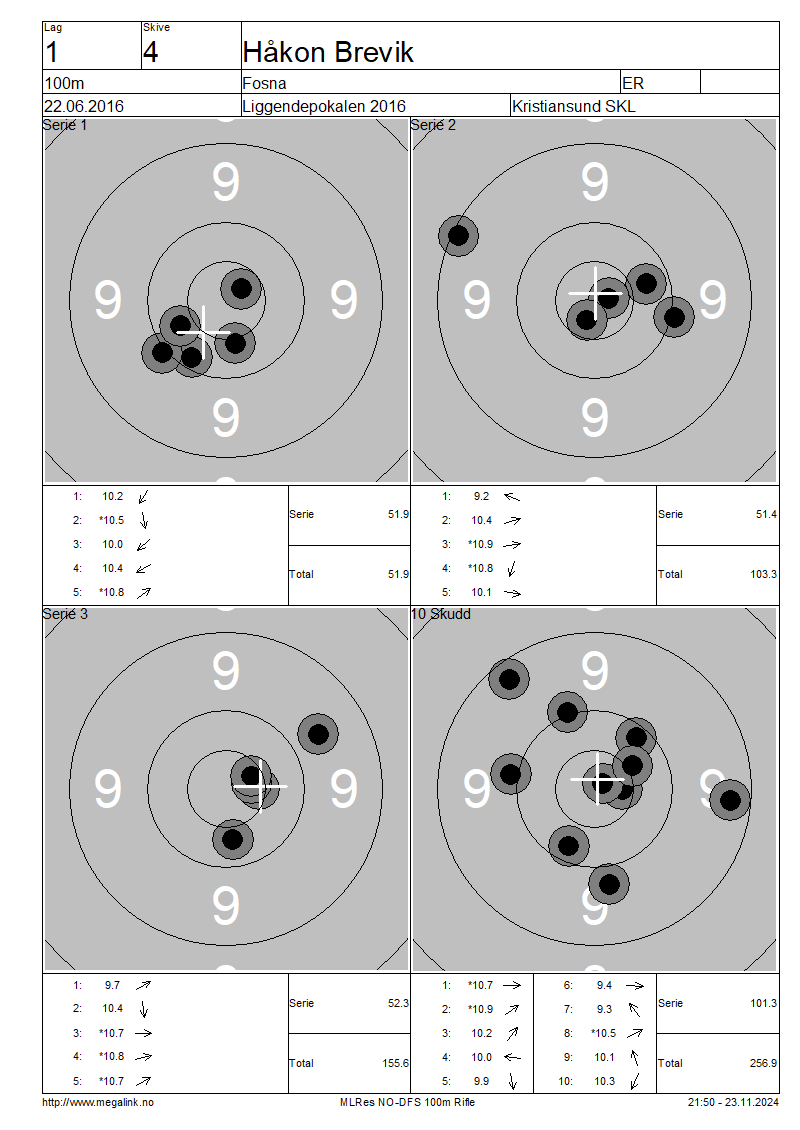 Lag Skive
1 4 Håkon Brevik
100m Fosna ER
22.06.2016 Liggendepokalen 2016 Kristiansund SKL
Serie 1 Serie 2
9 9
9 9 9 9
9 9
1: 10.2 1: 9.2
Serie 51.9 Serie 51.4
2: *10.5 2: 10.4
3: 10.0 3: *10.9
4: 10.4 4: *10.8
Total 51.9 Total 103.3
5: *10.8 5: 10.1
Serie 3 10 Skudd
9 9
9 9 9 9
9 9
1: 9.7 1: *10.7 6: 9.4
Serie 52.3 Serie 101.3
2: 10.4 2: *10.9 7: 9.3
3: *10.7 3: 10.2 8: *10.5
4: *10.8 4: 10.0 9: 10.1
Total 155.6 Total 256.9
5: *10.7 5: 9.9 10: 10.3
http://www.megalink.no MLRes NO-DFS 100m Rifle 21:50 - 23.11.2024